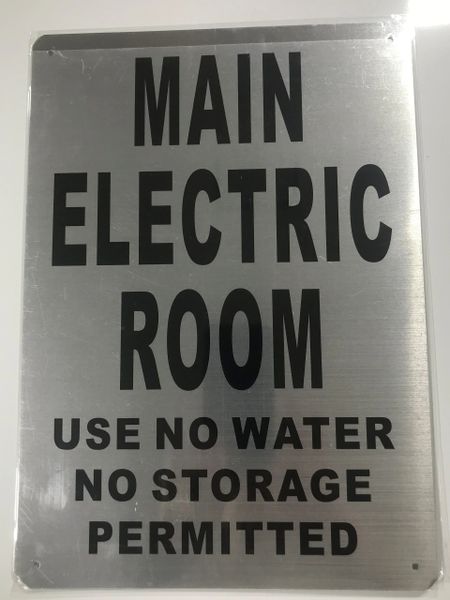 MAIN
ELECTRIC
ROOM
USE NO WATER
NO STORAGE
PERMITTED